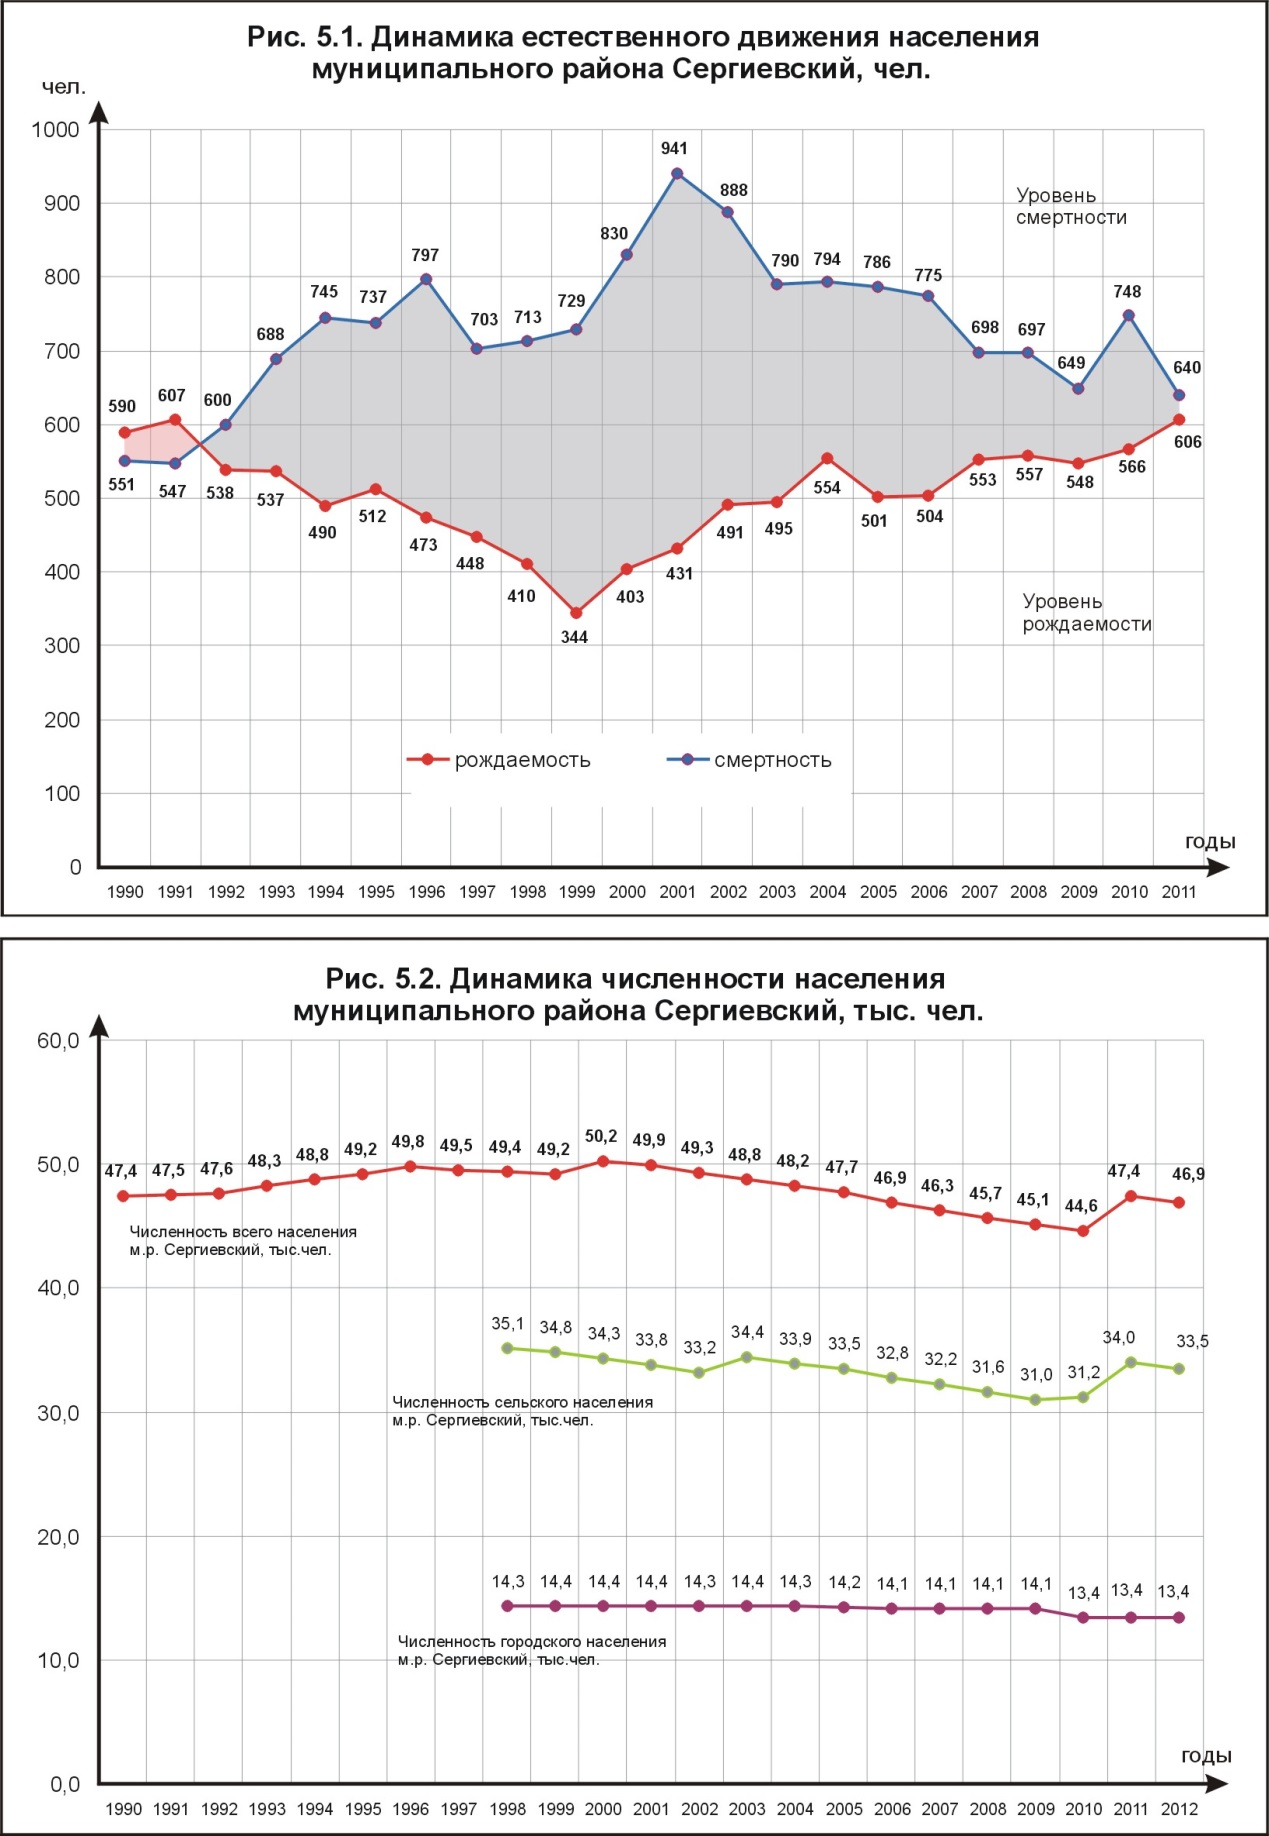 Рис. 5.1. Динамика естественного движения населения
муниципального района Сергиевский, чел.
чел.
1000
900
800
700
600
500
400
300
200
100
0
941
888
830
797
790 794 786 775
745 737
748
729
703 713
688
698 697
649
640
590 607 600
551 547 538 537
490 512
473
448
410
344
403
431
491 495
554
501 504
553 557 548 566
606
Уровень
смертности
Уровень
рождаемости
рождаемость смертность
годы
1990 1991 1992 1993 1994 1995 1996 1997 1998 1999 2000 2001 2002 2003 2004 2005 2006 2007 2008 2009 2010 2011
Рис. 5.2. Динамика численности населения
муниципального района Сергиевский, тыс. чел.
60,0
50,0
40,0
30,0
20,0
10,0
0,0
47,4 47,5 47,6 48,3 48,8 49,2 49,8 49,5 49,4 49,2 50,2 49,9 49,3 48,8 48,2 47,7 46,9 46,3 45,7 45,1 44,6 47,4 46,9
Численность всего населения
м.р. Сергиевский, тыс.чел.
35,1 34,8 34,3 33,8 33,2 34,4 33,9 33,5 32,8 32,2 31,6 31,0 31,2 34,0 33,5
Численность сельского населения
м.р. Сергиевский, тыс.чел.
14,3 14,4 14,4 14,4 14,3 14,4 14,3 14,2 14,1 14,1 14,1 14,1 13,4 13,4 13,4
Численность городского населения
м.р. Сергиевский, тыс.чел.
годы
1990 1991 1992 1993 1994 1995 1996 1997 1998 1999 2000 2001 2002 2003 2004 2005 2006 2007 2008 2009 2010 2011 2012